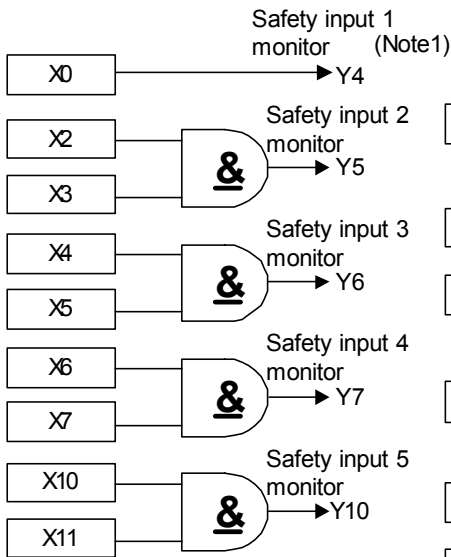 Safety input 1
monitor (Note1)
X0
Y4
Safety input 2
X2
monitor
&
Y5
X3
Safety input 3
X4
monitor
&
Y6
X5
Safety input 4
X6
monitor
&
Y7
X7
Safety input 5
X10
monitor
&
Y10
X11